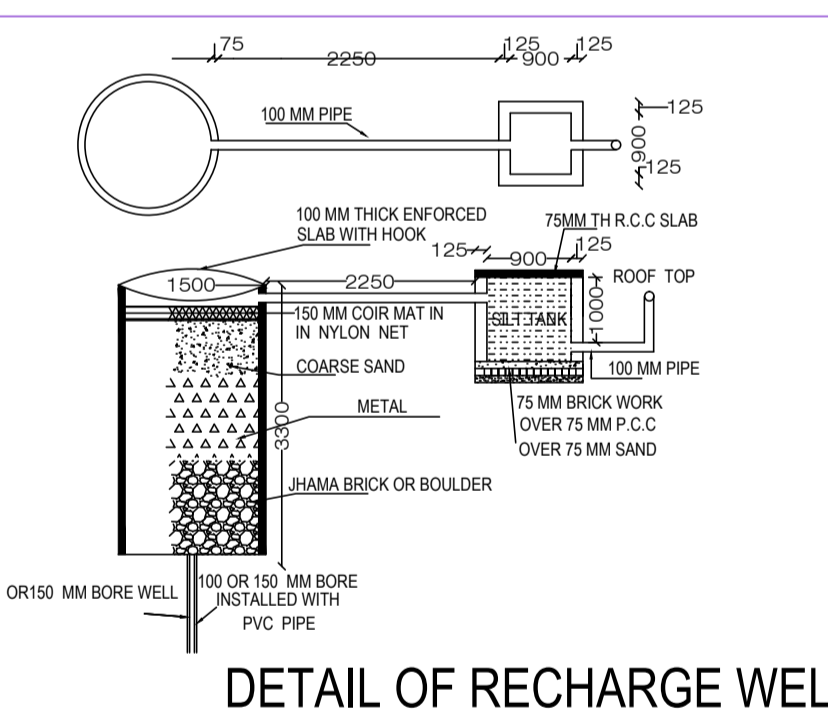 75
2250
125
900
125
100 MM PIPE
125
900
125
100 MM THICK ENFORCED
SLAB WITH HOOK
75MM TH R.C.C SLAB
125
900
125
1500
2250
ROOF TOP
150 MM COIR MAT IN
IN NYLON NET
SILT TANK
1000
COARSE SAND
100 MM PIPE
METAL
3300
75 MM BRICK WORK
OVER 75 MM P.C.C
OVER 75 MM SAND
JHAMA BRICK OR BOULDER
OR150 MM BORE WELL
100 OR 150 MM BORE
INSTALLED WITH
PVC PIPE
DETAIL OF RECHARGE WEL